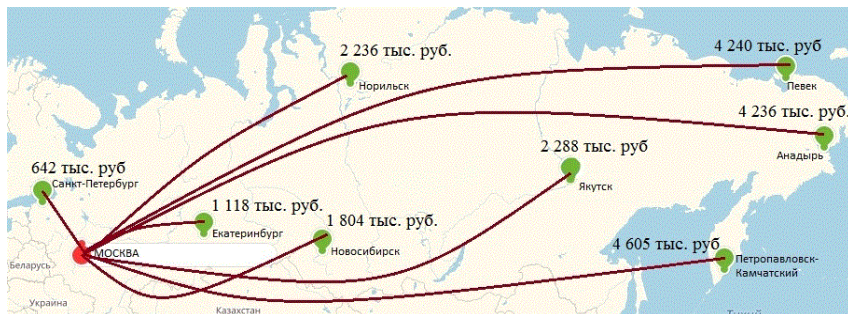 2 236 тыс. руб.
Норильск
4 240 тыс. руб
Певек
4 236 тыс. руб.
Анадырь
642 тыс. руб
Санкт-Петербург
2 288 тыс. руб
Якутск
1 118 тыс. руб.
Екатеринбург
1 804 тыс. руб.
Новосибирск
4 605 тыс. руб
Петропавловск-
Камчатский
МОСКВА
Беларусь
Украина
Казахстан